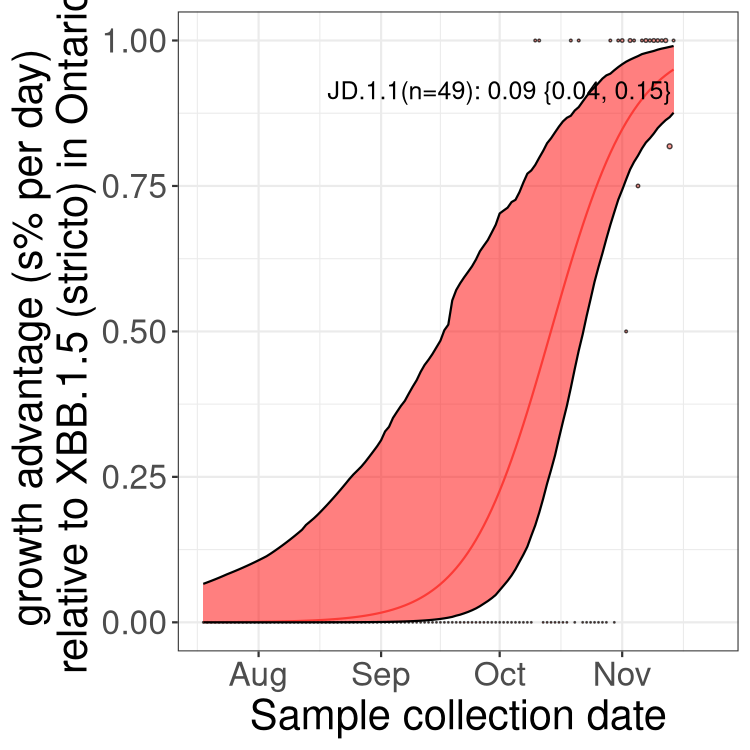 growth advantage (s% per day)
relative to XBB.1.5 (stricto) in Ontario
1.00
0.75
0.50
0.25
0.00
JD.1.1(n=49): 0.09 {0.04, 0.15}
Aug Sep Oct Nov
Sample collection date